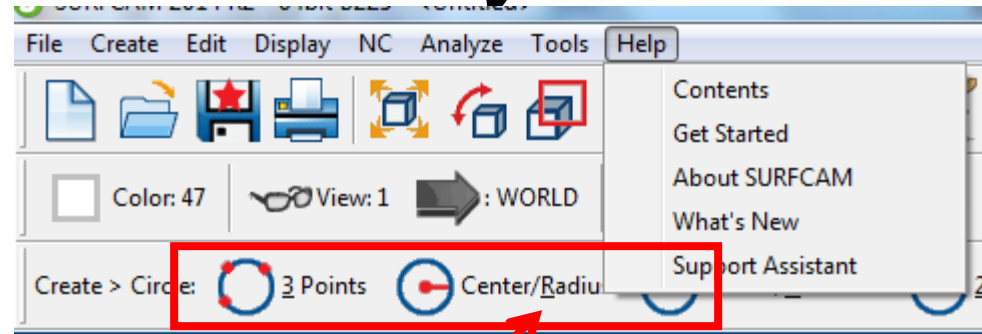 File Create Edit Display NC Analyze Tools Help
Contents
Get Started
About SURFCAM
What's New
Support Assistant
Color: 47 View: 1 : WORLD
Create > Circle: 3 Points Center/Radiu